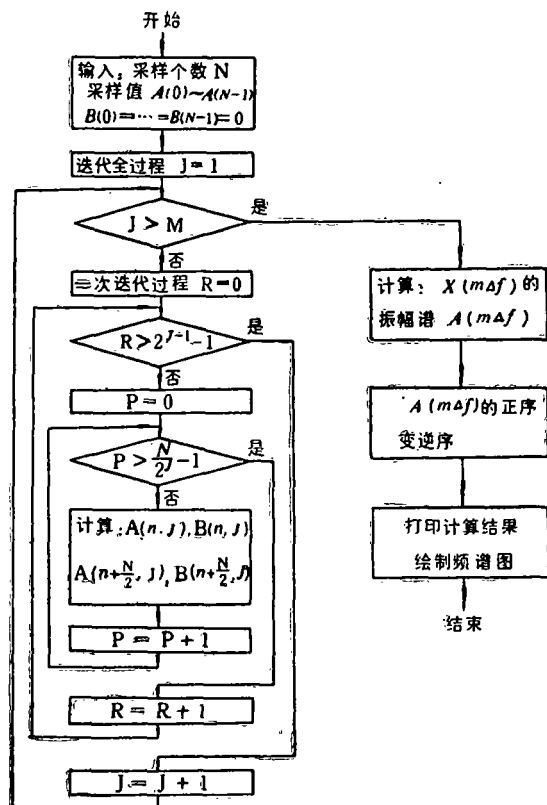 开始
输入：采样个数 N
采样值 A(0)~A(N-1)
B(0)=…=B(N-1)=0
迭代全过程 J=1
J > M
是
否
三次迭代过程 R=0
R>2^{J-1}-1
是
否
P=0
P>N/2^J-1
是
否
计算:A(n,J),B(n,J)
A(n+N/2,J),B(n+N/2,J)
P = P+1
R = R+1
J = J+1
计算： X(mΔf)的
振幅谱 A(mΔf)
A(mΔf)的正序
变逆序
打印计算结果
绘制频谱图
结束